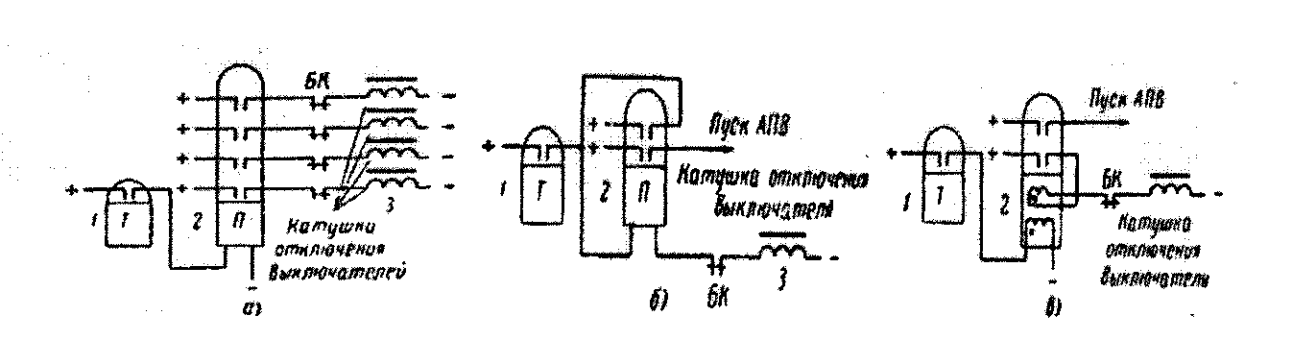 БК
+ –
+ –
+ –
+ + –
1 Т 2 П 3
Катушки
отключения
выключателей
–
а)
+ Пуск АПВ
+ +
1 Т 2 П
Катушка отключения
выключателя
–
БК 3
б)
+ Пуск АПВ
+ +
1 Т 2
БК
–
Катушка
отключения
выключателя
–
в)